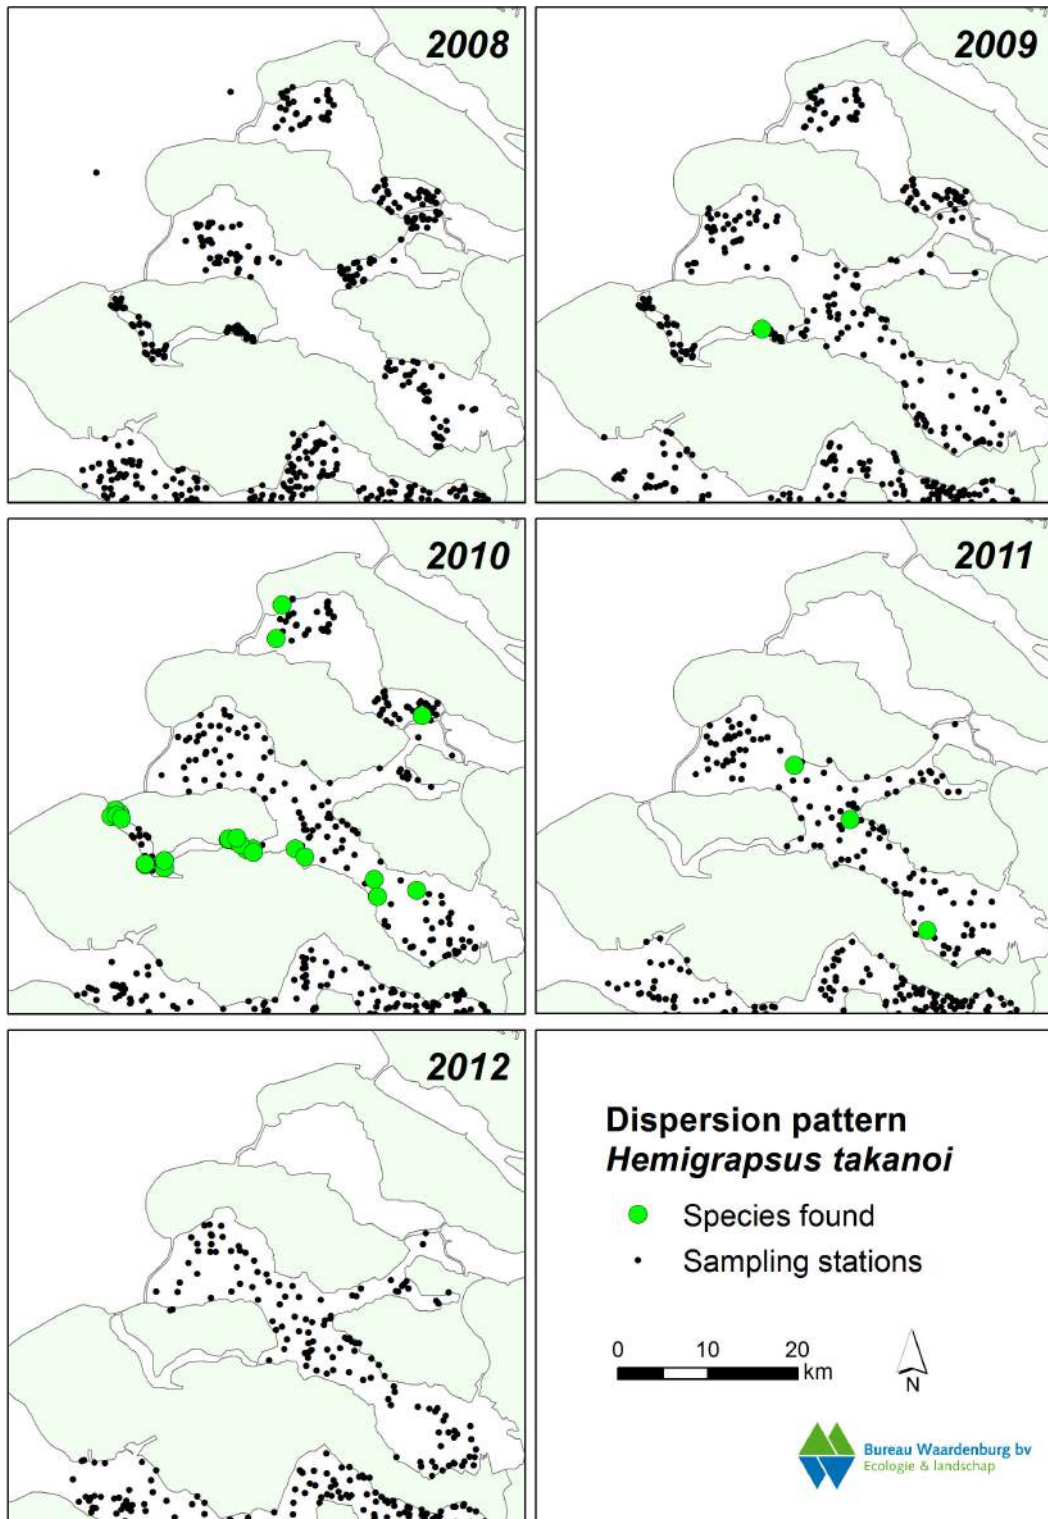 2008
2009
2010
2011
2012
Dispersion pattern
Hemigrapsus takanoi
Species found
Sampling stations
0 10 20
km
N
Bureau Waardenburg bv
Ecologie & landschap